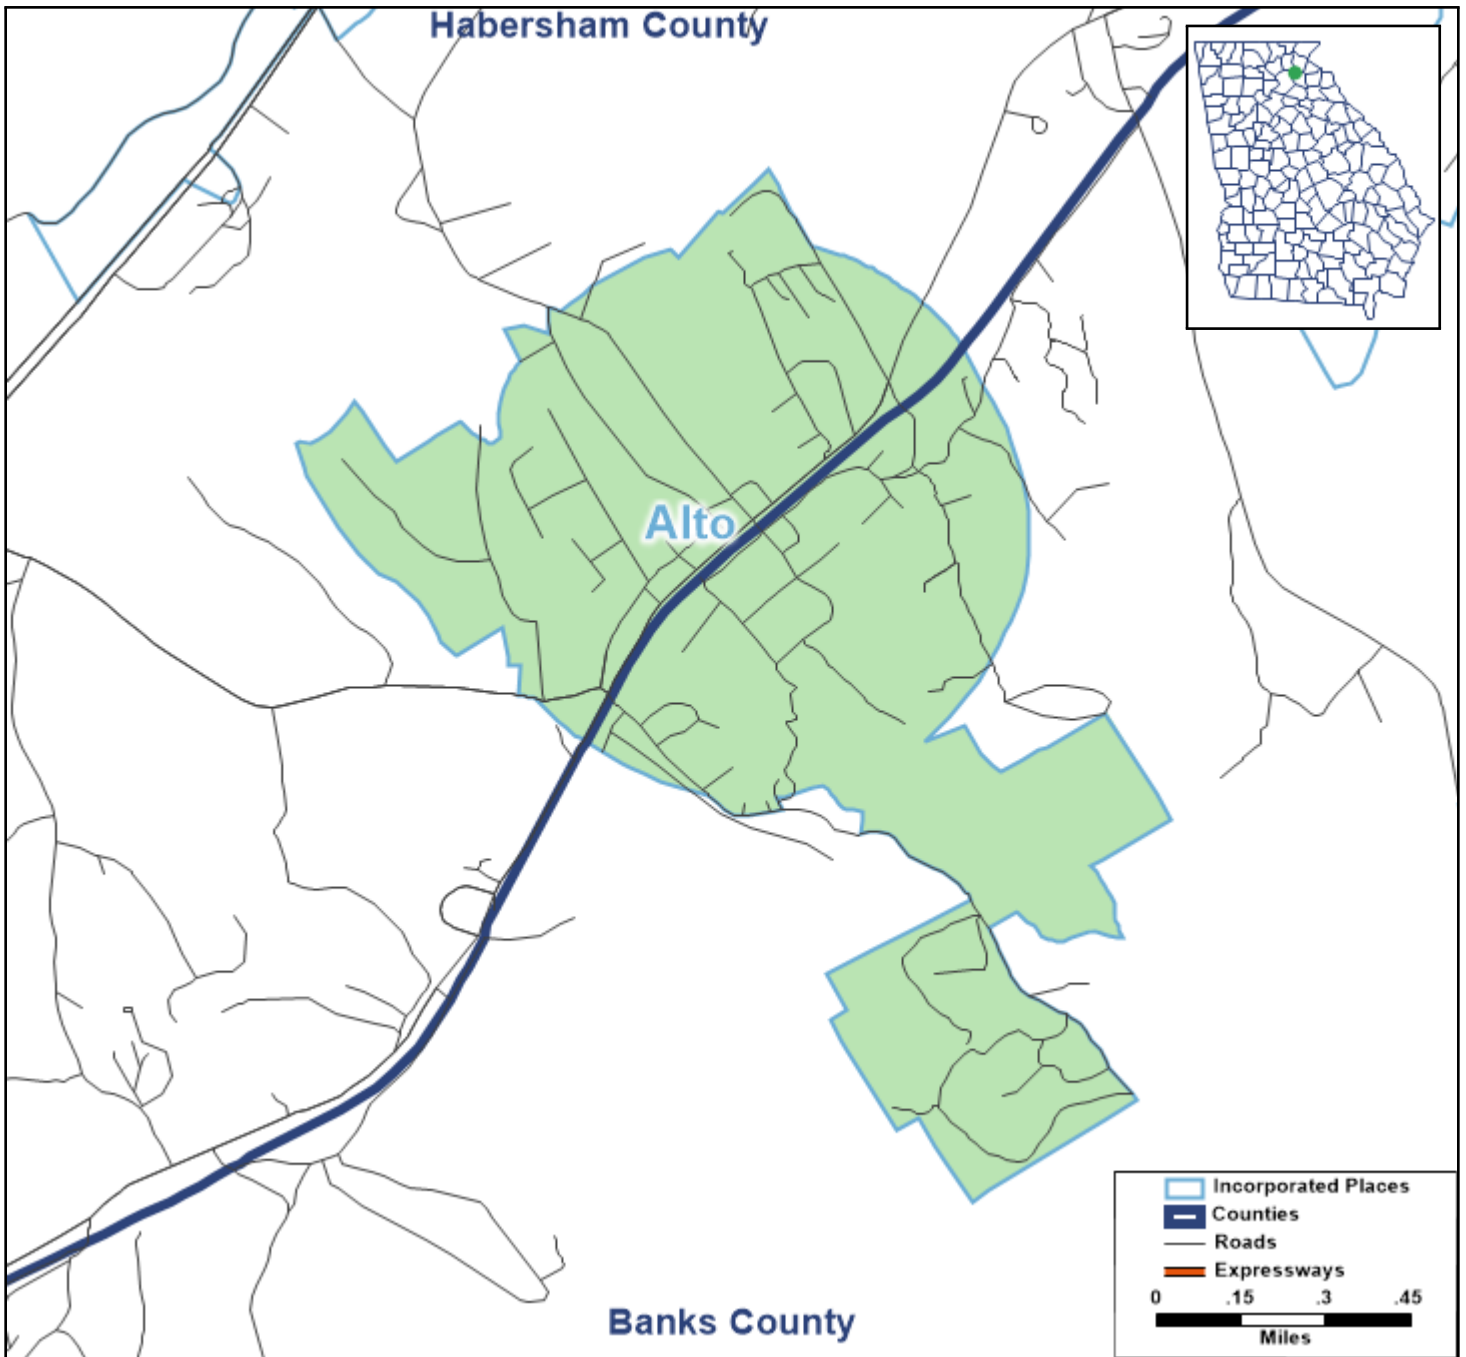 Habersham County
Alto
Banks County
Incorporated Places
Counties
Roads
Expressways
0 .15 .3 .45
Miles